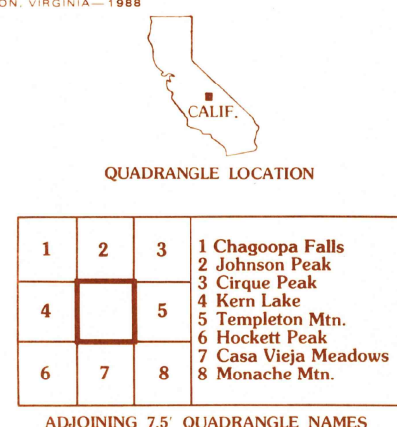 ON, VIRGINIA—1988
CALIF.
QUADRANGLE LOCATION
1 2 3
4 5
6 7 8
1 Chagoopa Falls
2 Johnson Peak
3 Cirque Peak
4 Kern Lake
5 Templeton Mtn.
6 Hockett Peak
7 Casa Vieja Meadows
8 Monache Mtn.
ADJOINING 7.5' QUADRANGLE NAMES